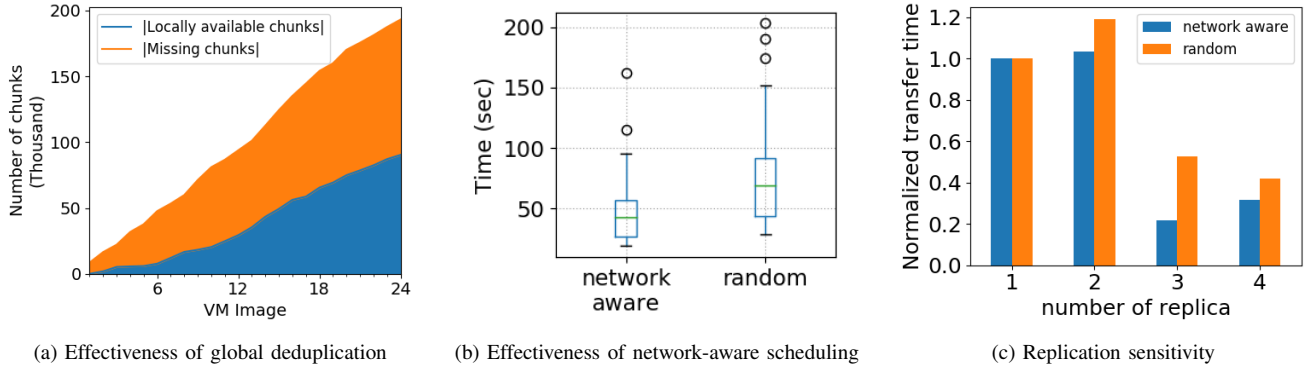 Number of chunks
(Thousand)
200
150
100
50
0
|Locally available chunks|
|Missing chunks|
6
12
18
24
VM Image
(a) Effectiveness of global deduplication
Time (sec)
200
150
100
50
network
aware
random
(b) Effectiveness of network-aware scheduling
Normalized transfer time
1.2
1.0
0.8
0.6
0.4
0.2
0.0
network aware
random
1
2
3
4
number of replica
(c) Replication sensitivity